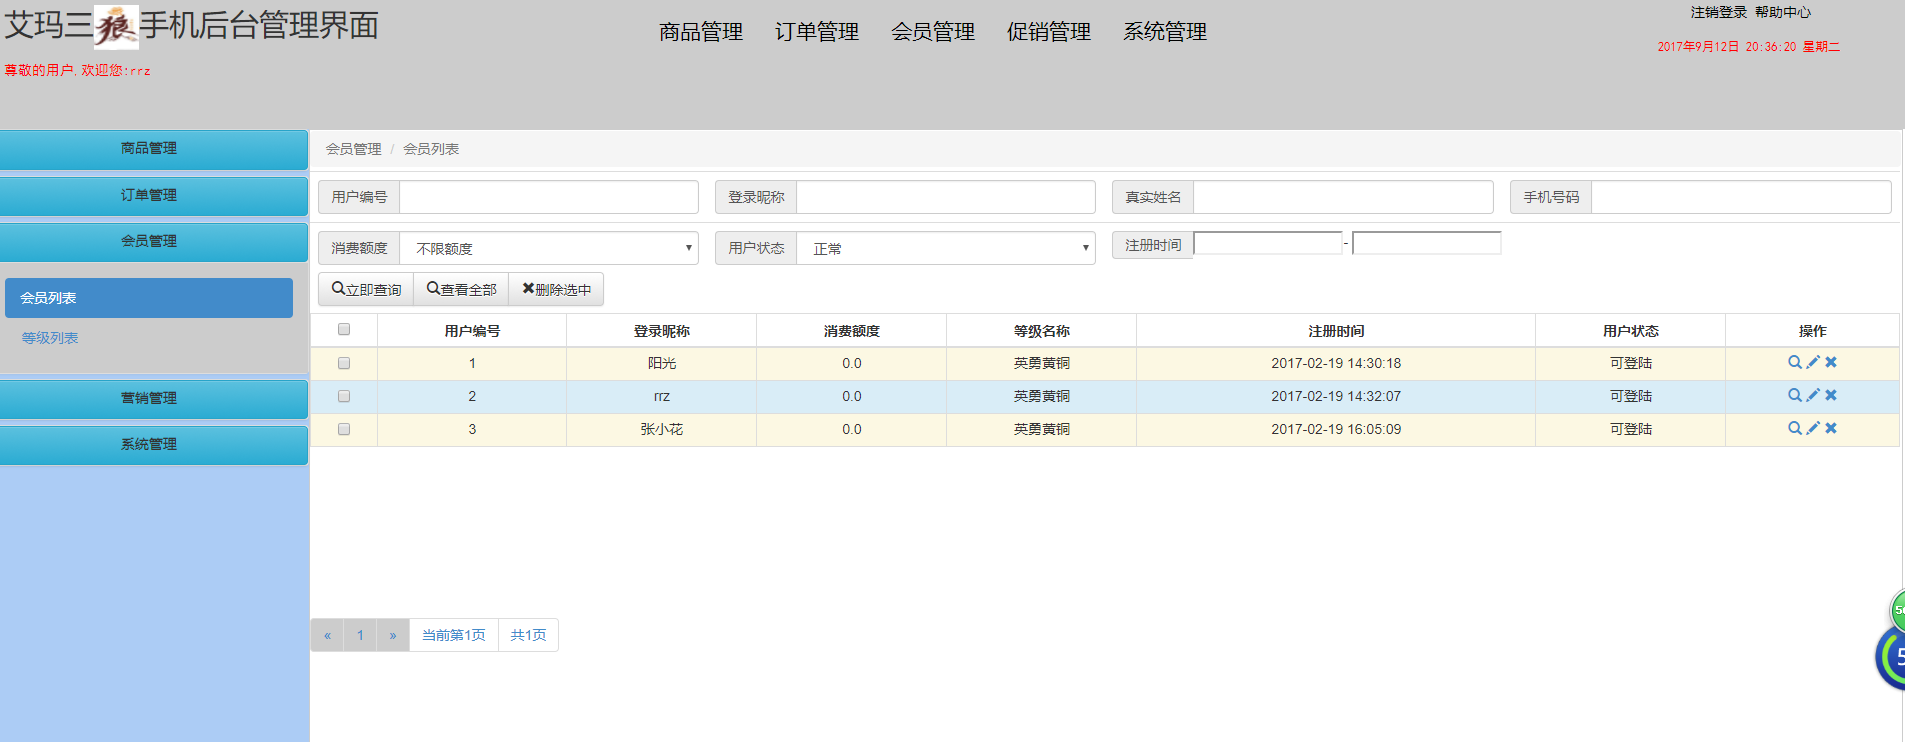 艾玛三狼手机后台管理界面
商品管理 订单管理 会员管理 促销管理 系统管理
注销登录 帮助中心
2017年9月12日 20:36:20 星期二
尊敬的用户,欢迎您:rrz
商品管理
订单管理
会员管理
会员列表
等级列表
营销管理
系统管理
会员管理 / 会员列表
用户编号 登录昵称 真实姓名 手机号码
消费额度 不限额度 用户状态 正常 注册时间 -
立即查询 查看全部 删除选中
用户编号 登录昵称 消费额度 等级名称 注册时间 用户状态 操作
1 阳光 0.0 英勇黄铜 2017-02-19 14:30:18 可登陆
2 rrz 0.0 英勇黄铜 2017-02-19 14:32:07 可登陆
3 张小花 0.0 英勇黄铜 2017-02-19 16:05:09 可登陆
« 1 » 当前第1页 共1页